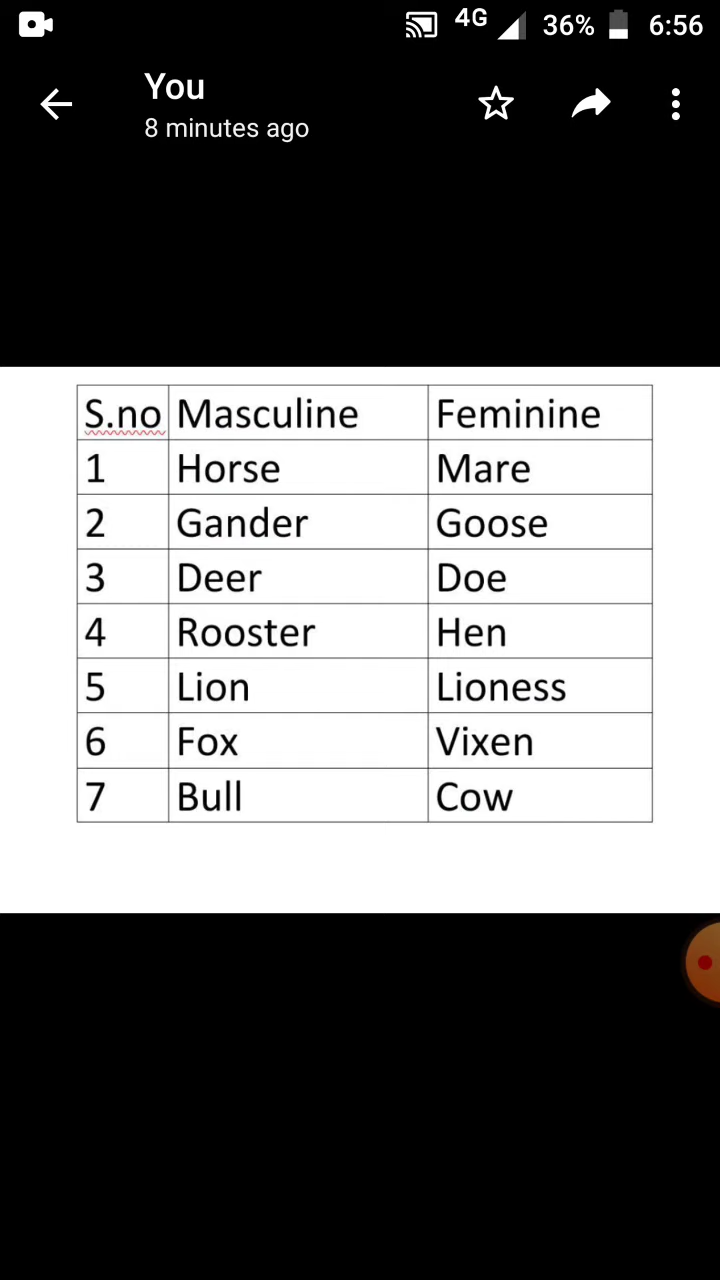 4G 36% 6:56
You
8 minutes ago
S.no Masculine Feminine
1 Horse Mare
2 Gander Goose
3 Deer Doe
4 Rooster Hen
5 Lion Lioness
6 Fox Vixen
7 Bull Cow